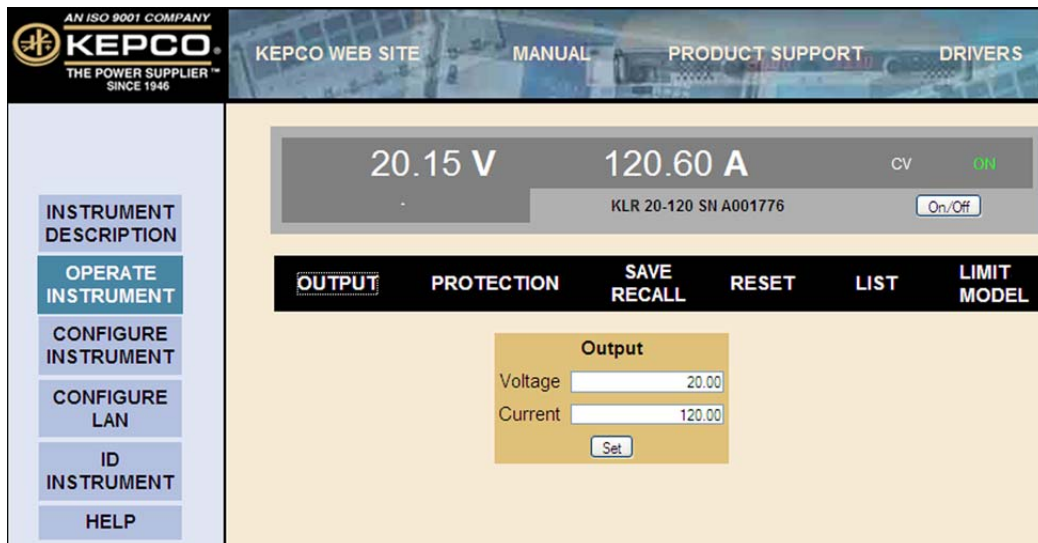 AN ISO 9001 COMPANY
KEPCO®
THE POWER SUPPLIER™
SINCE 1946
KEPCO WEB SITE MANUAL PRODUCT SUPPORT DRIVERS
20.15 V 120.60 A CV ON
KLR 20-120 SN A001776 On/Off
INSTRUMENT
DESCRIPTION
OPERATE
INSTRUMENT
CONFIGURE
INSTRUMENT
CONFIGURE
LAN
ID
INSTRUMENT
HELP
OUTPUT PROTECTION SAVE RECALL RESET LIST LIMIT MODEL
Output
Voltage 20.00
Current 120.00
Set